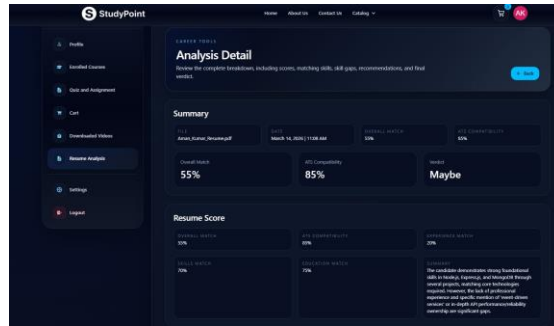 S StudyPoint
Home About Us Contact Us Catalog
AK
Profile
Enrolled Courses
Quiz and Assignment
Cart
Downloaded Videos
Resume Analysis
Settings
Logout
CAREER TOOLS
Analysis Detail
Review the complete breakdown, including scores, matching skills, skill gaps, recommendations, and final
verdict.
Back
Summary
FILE DATE OVERALL MATCH ATS COMPATIBILITY
Aman_Kumar_Resume.pdf March 14, 2026 | 11:08 AM 55% 85%
Overall Match ATS Compatibility Verdict
55% 85% Maybe
Resume Score
OVERALL MATCH ATS COMPATIBILITY EXPERIENCE MATCH
55% 85% 20%
SKILLS MATCH EDUCATION MATCH SUMMARY
70% 75%
The candidate demonstrates strong foundational
skills in Node.js, Express.js, and MongoDB through
several projects, matching core technologies
required. However, the lack of professional
experience and specific mention of 'event-driven
services' or in-depth API performance/reliability
ownership are significant gaps.